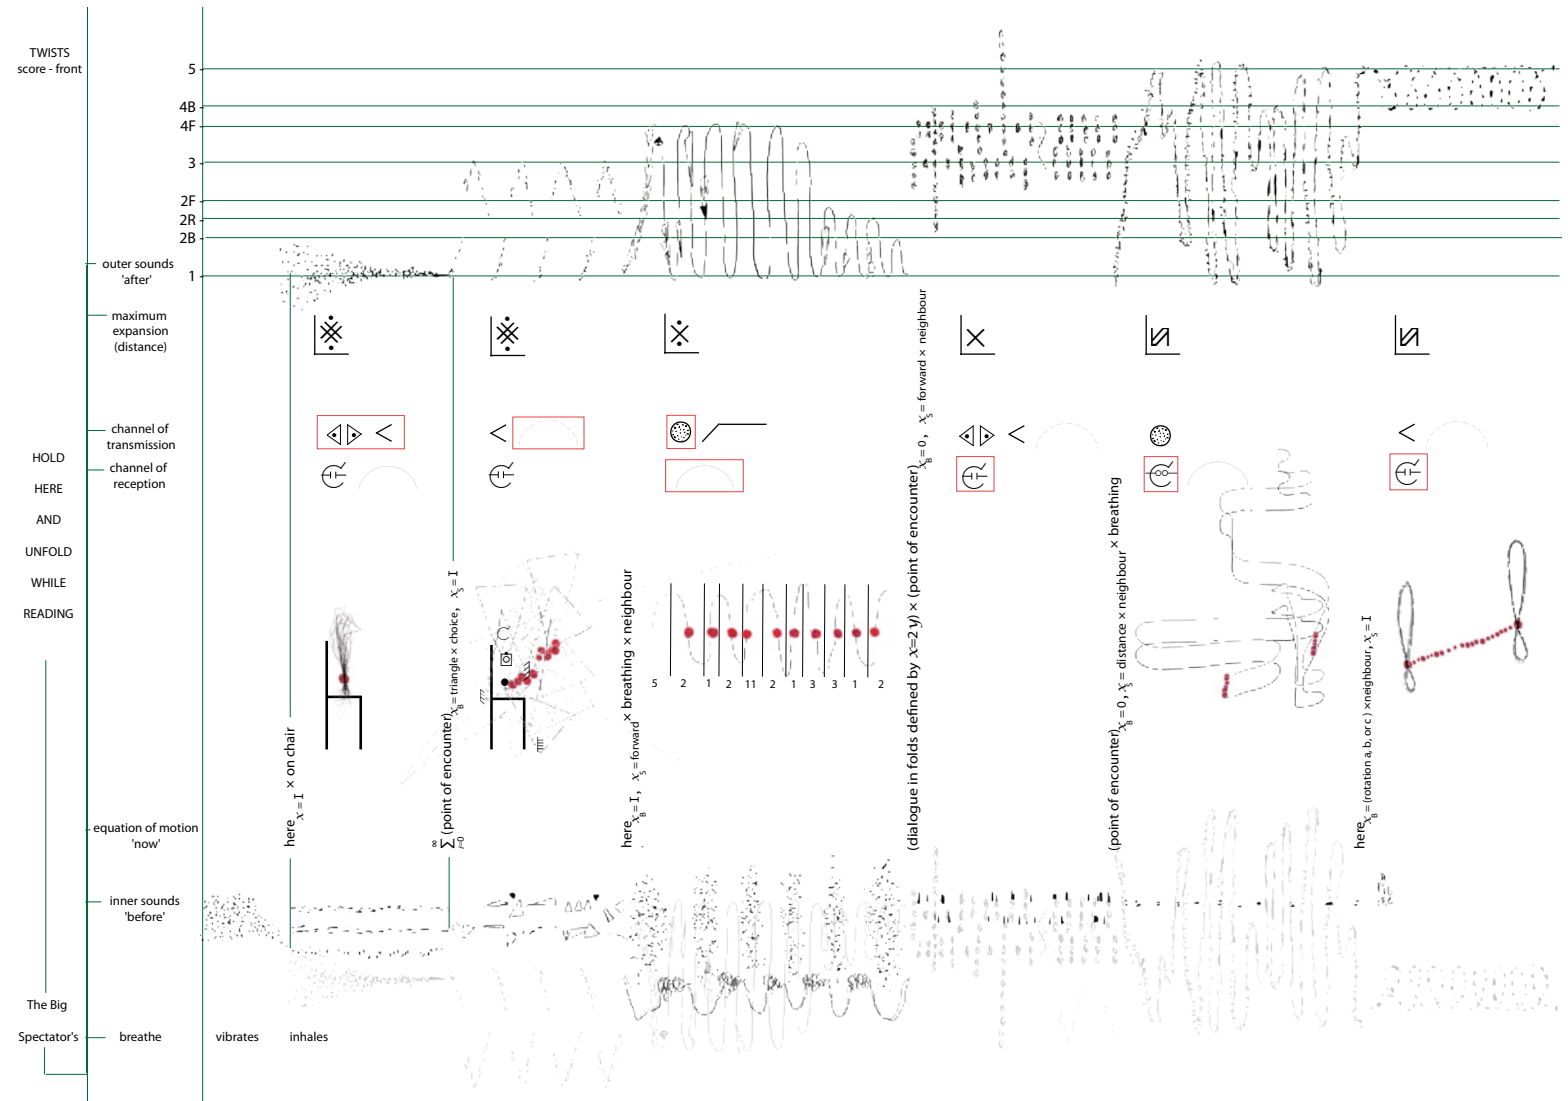 TWISTS
score - front
5
4B
4F
3
2F
2R
2B
1
outer sounds
'after'
maximum
expansion
(distance)
channel of
transmission
channel of
reception
HOLD
HERE
AND
UNFOLD
WHILE
READING
equation of motion
'now'
inner sounds
'before'
The Big
Spectator's
breathe
vibrates
inhales
here x = I × on chair
∞ Σ i=0 (point of encounter) x B = triangle × choice, x S = I
here x B = I, x S = forward × breathing × neighbour
5 2 1 2 11 2 1 3 3 1 2
(dialogue in folds defined by x=2y) × (point of encounter) x B = 0, x S = forward × neighbour
(point of encounter) x B = 0, x S = distance × neighbour × breathing
here x B = (rotation a, b, or c) × neighbour, x S = I